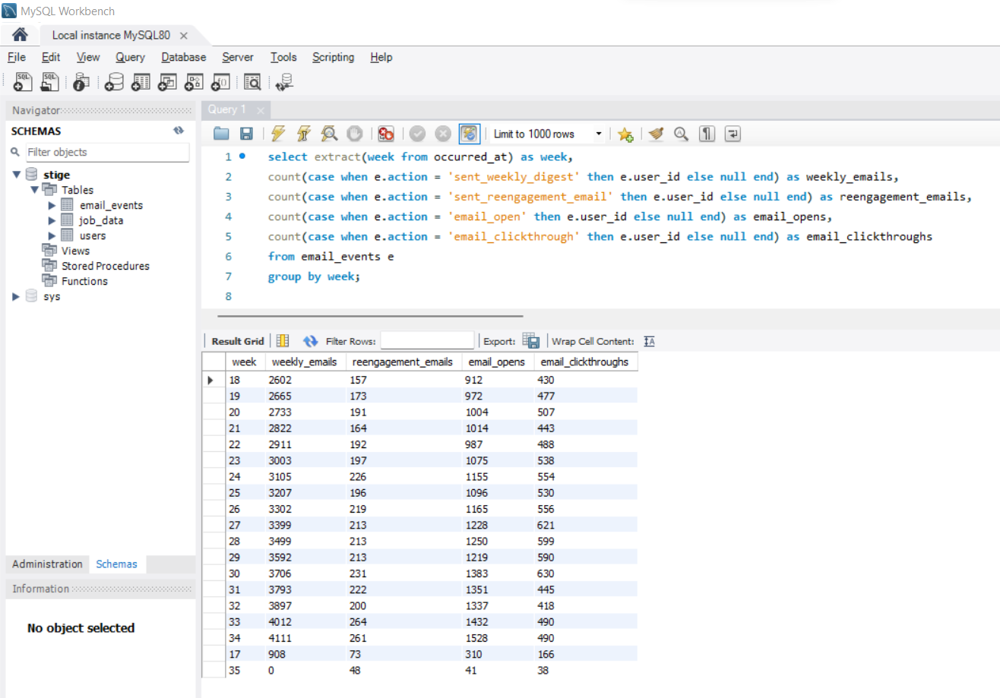 MySQL Workbench
Local instance MySQL80
File Edit View Query Database Server Tools Scripting Help
Navigator
SCHEMAS
Filter objects
stige
Tables
email_events
job_data
users
Views
Stored Procedures
Functions
sys
Administration Schemas
Information
No object selected
Query 1
Limit to 1000 rows
1 select extract(week from occurred_at) as week,
2 count(case when e.action = 'sent_weekly_digest' then e.user_id else null end) as weekly_emails,
3 count(case when e.action = 'sent_reengagement_email' then e.user_id else null end) as reengagement_emails,
4 count(case when e.action = 'email_open' then e.user_id else null end) as email_opens,
5 count(case when e.action = 'email_clickthrough' then e.user_id else null end) as email_clickthroughs
6 from email_events e
7 group by week;
8
Result Grid Filter Rows: Export: Wrap Cell Content:
week weekly_emails reengagement_emails email_opens email_clickthroughs
18 2602 157 912 430
19 2665 173 972 477
20 2733 191 1004 507
21 2822 164 1014 443
22 2911 192 987 488
23 3003 197 1075 538
24 3105 226 1155 554
25 3207 196 1096 530
26 3302 219 1165 556
27 3399 213 1228 621
28 3499 213 1250 599
29 3592 213 1219 590
30 3706 231 1383 630
31 3793 222 1351 445
32 3897 200 1337 418
33 4012 264 1432 490
34 4111 261 1528 490
17 908 73 310 166
35 0 48 41 38